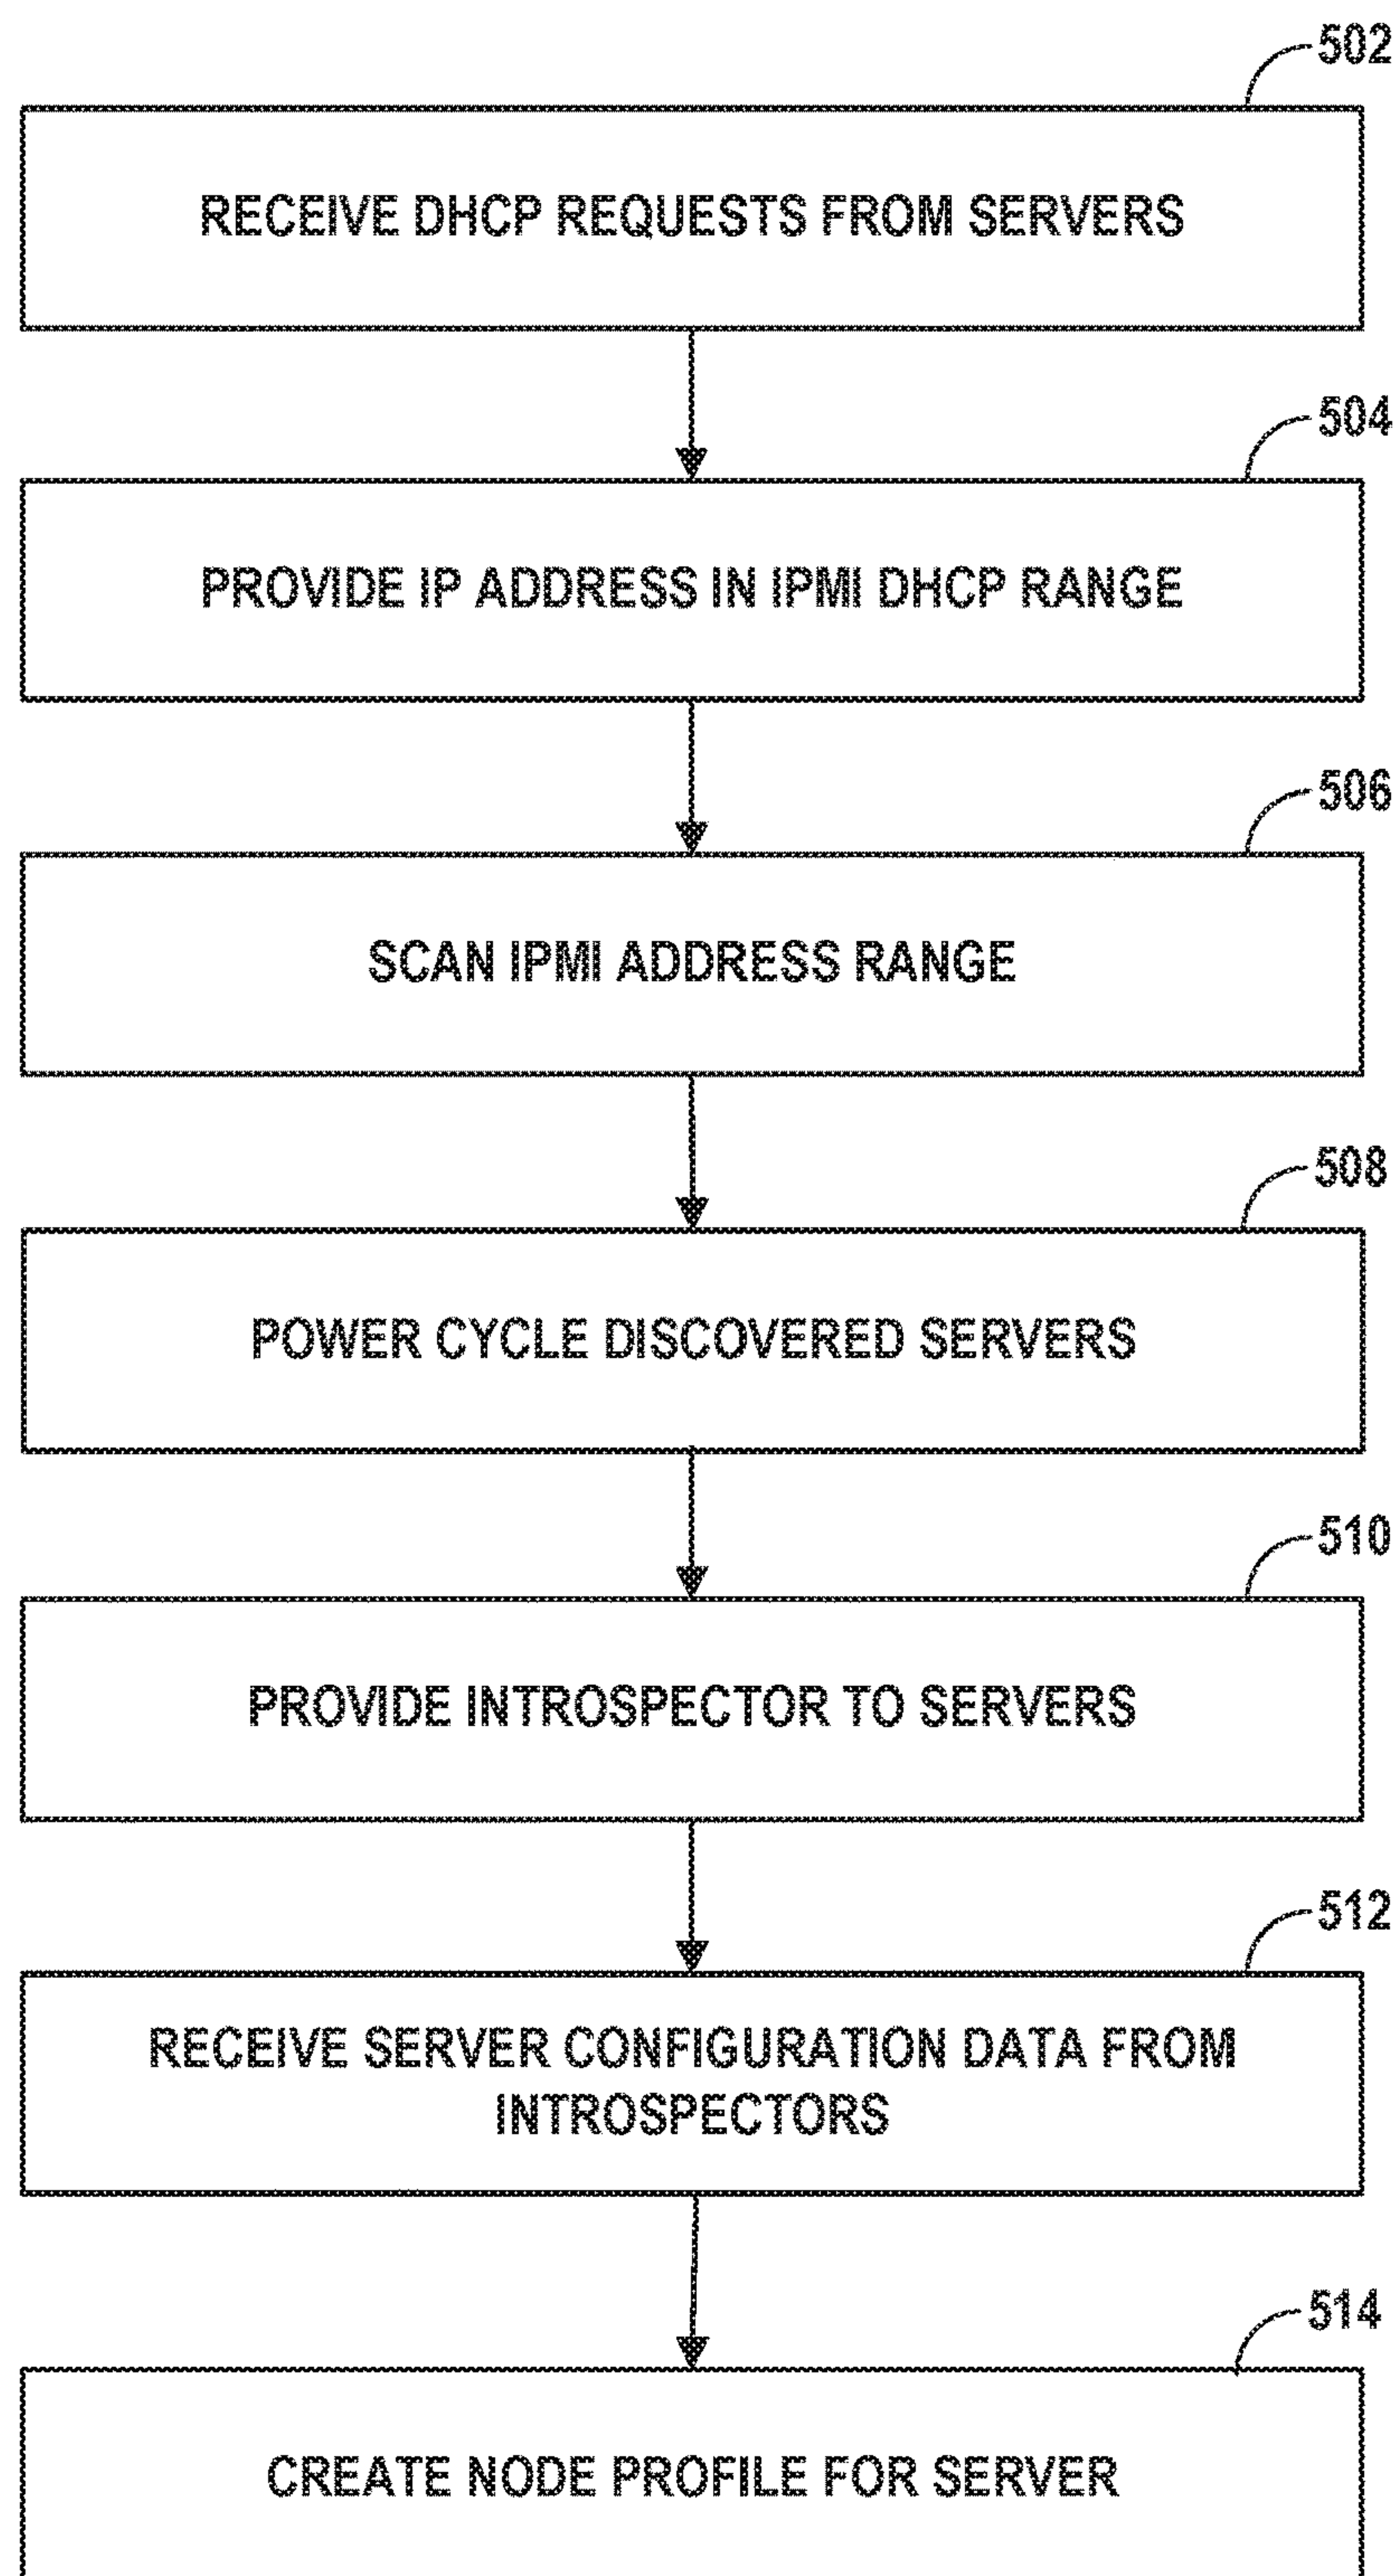 502
RECEIVE DHCP REQUESTS FROM SERVERS
504
PROVIDE IP ADDRESS IN IPMI DHCP RANGE
506
SCAN IPMI ADDRESS RANGE
508
POWER CYCLE DISCOVERED SERVERS
510
PROVIDE INTROSPECTOR TO SERVERS
512
RECEIVE SERVER CONFIGURATION DATA FROM
INTROSPECTORS
514
CREATE NODE PROFILE FOR SERVER